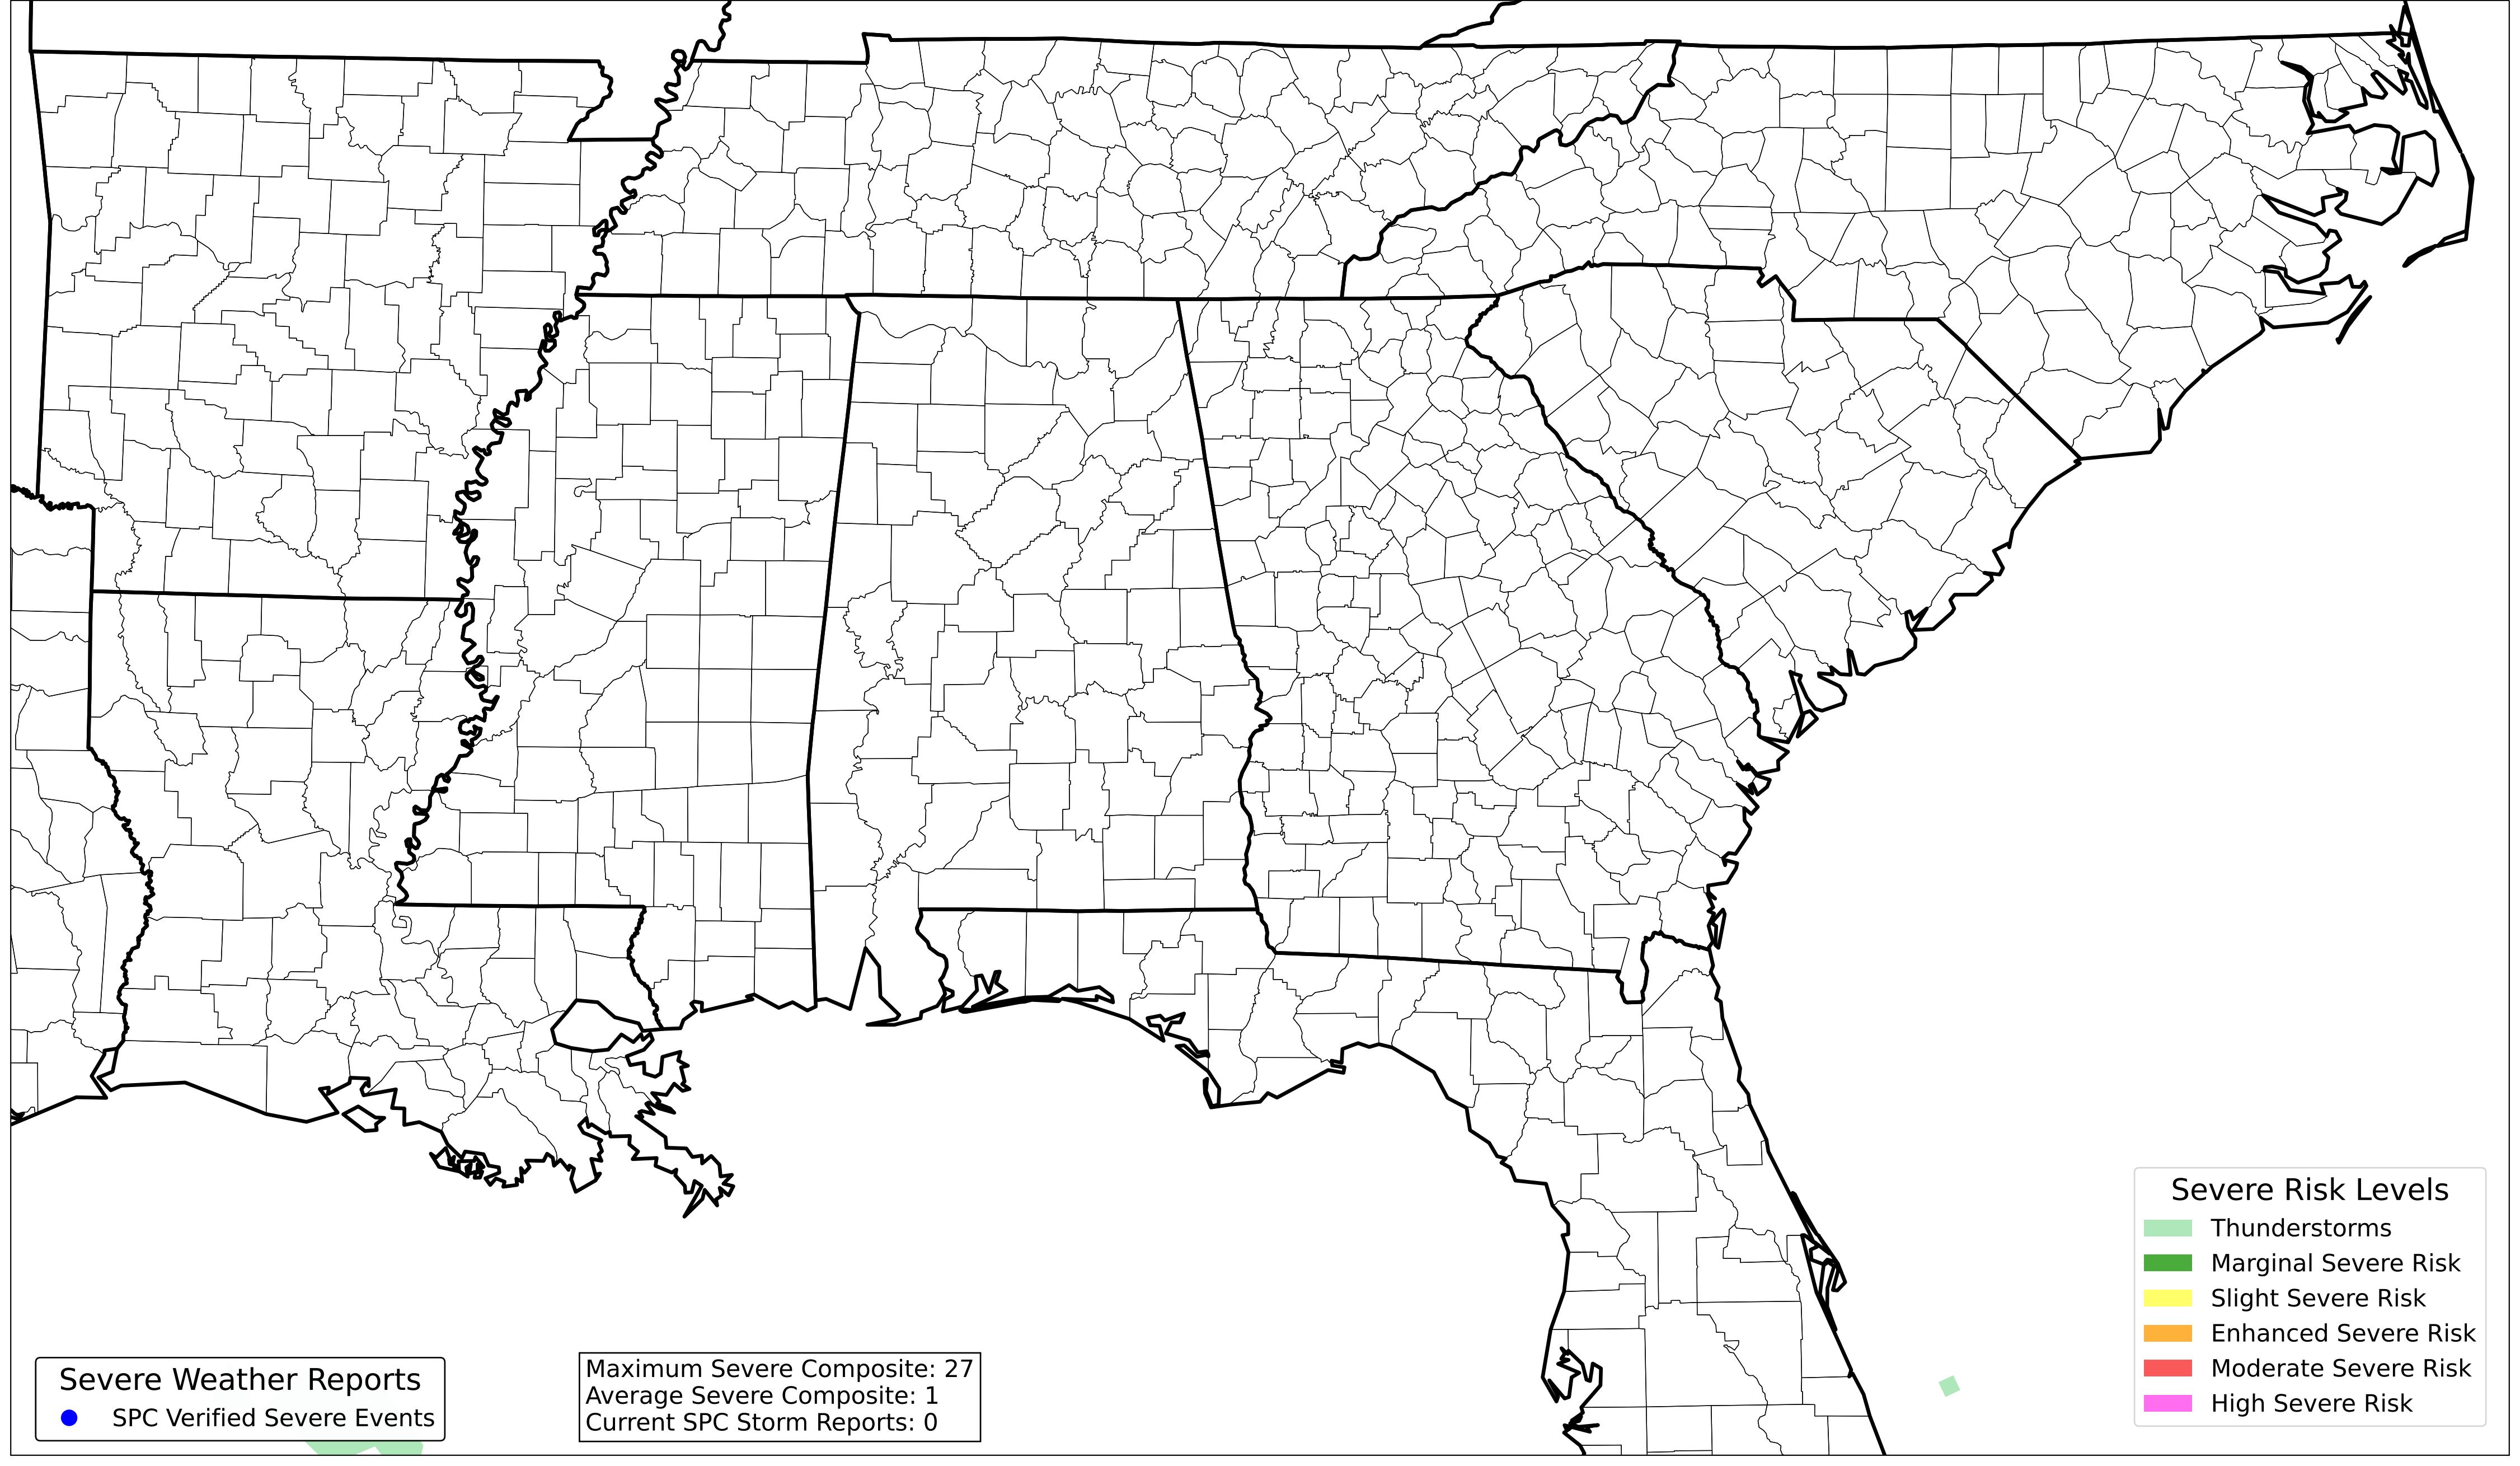 Severe Weather Reports
SPC Verified Severe Events
Maximum Severe Composite: 27
Average Severe Composite: 1
Current SPC Storm Reports: 0
Severe Risk Levels
Thunderstorms
Marginal Severe Risk
Slight Severe Risk
Enhanced Severe Risk
Moderate Severe Risk
High Severe Risk